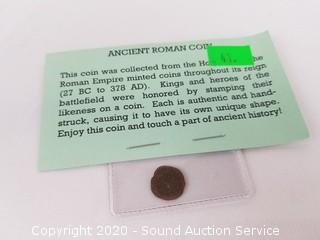 ANCIENT ROMAN COIN
This coin was collected from the Ho
Roman Empire minted coins throughout its reign
(27 BC to 378 AD). Kings and heroes of the
battlefield were honored by stamping their
likeness on a coin. Each is authentic and hand-
struck, causing it to have its own unique shape.
Enjoy this coin and touch a part of ancient history!
Copyright 2020 - Sound Auction Service